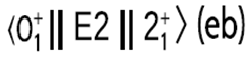 ⟨0₁⁺‖ E2 ‖ 2₁⁺⟩ (eb)